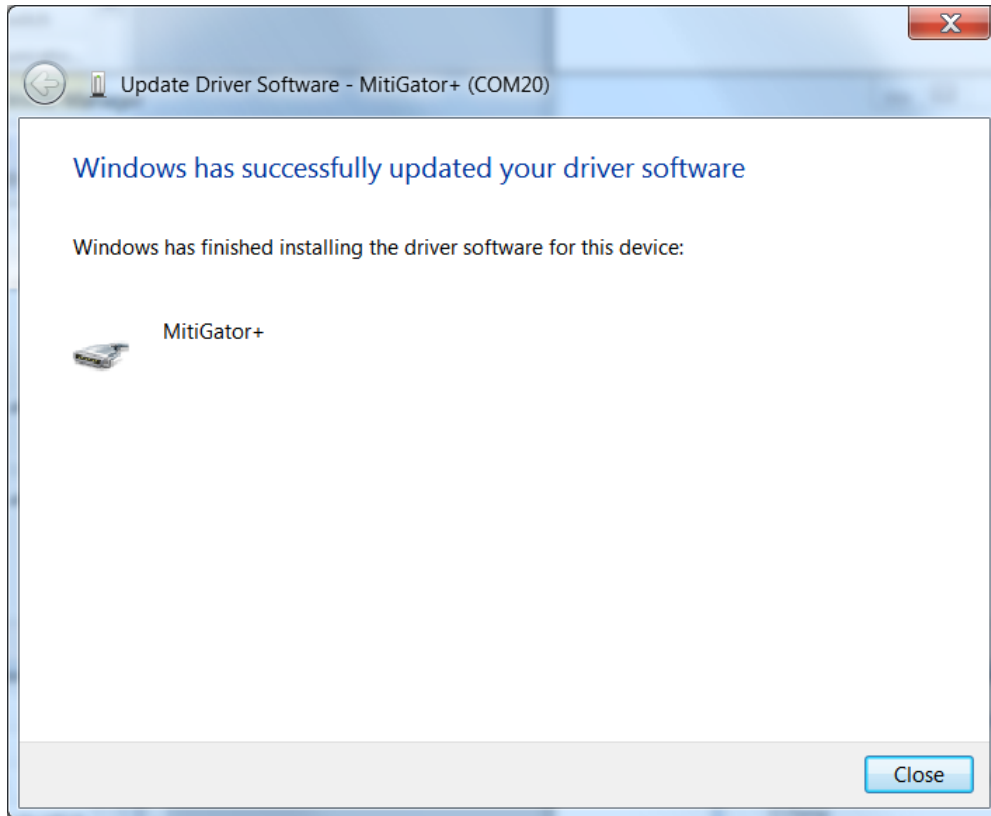 Update Driver Software - MitiGator+ (COM20)
Windows has successfully updated your driver software
Windows has finished installing the driver software for this device:
MitiGator+
Close